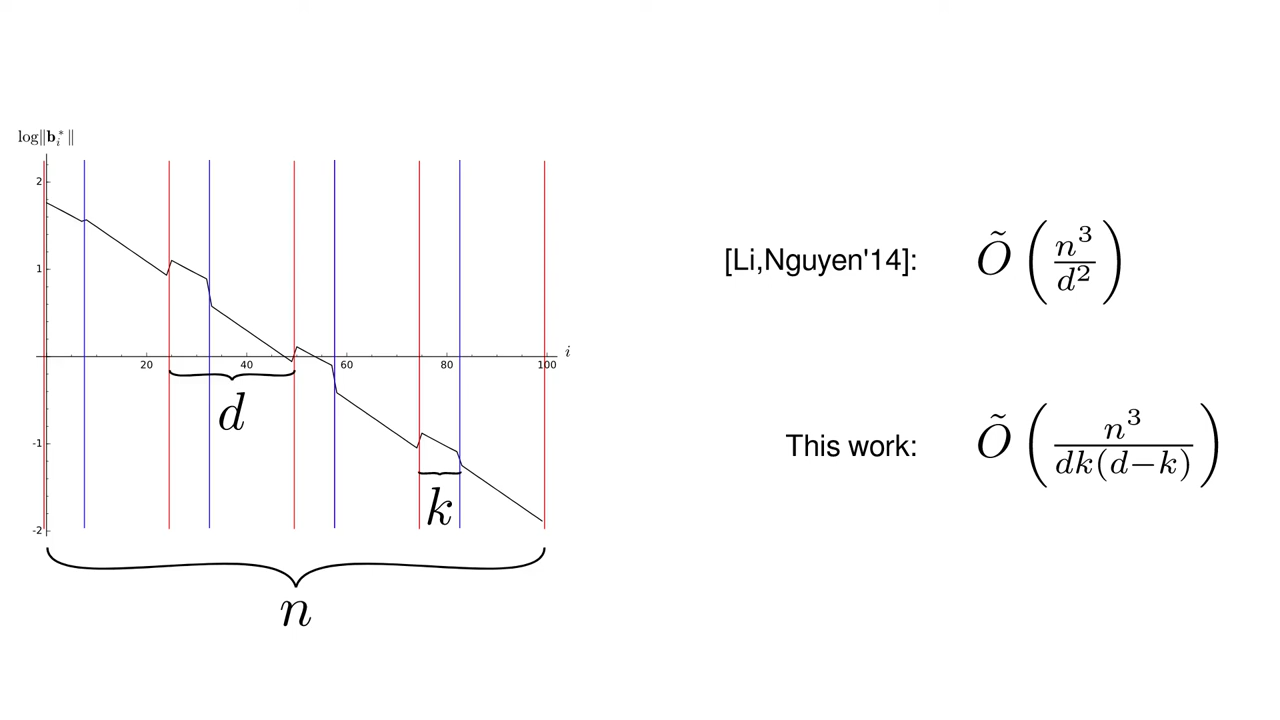 log‖b*ᵢ‖
2
1
20 40 60 80 100 i
d
-1
k
-2
n
[Li,Nguyen'14]: Õ(n³/d²)
This work: Õ(n³/dk(d−k))